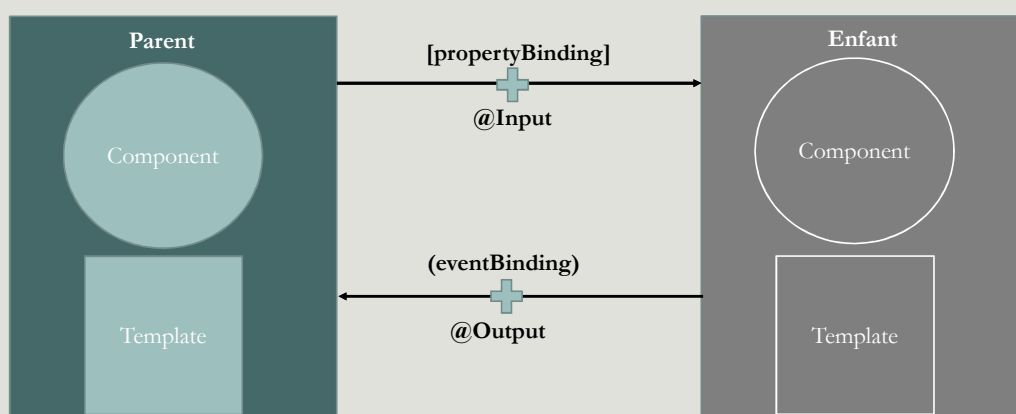 Parent
Enfant
[propertyBinding]
@Input
Component
Component
(eventBinding)
@Output
Template
Template